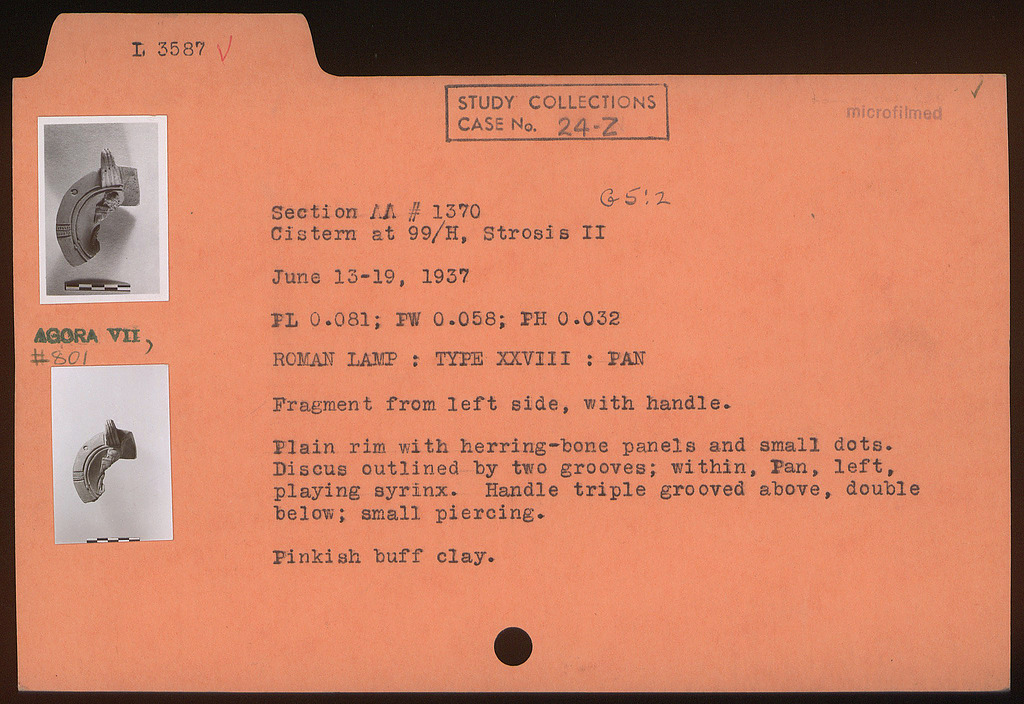 L 3587 ✓
STUDY COLLECTIONS
CASE No. 24-Z
microfilmed
G 5:2
Section ΛΛ # 1370
Cistern at 99/H, Strosis II
June 13-19, 1937
PL 0.081; PW 0.058; PH 0.032
AGORA VII,
#801
ROMAN LAMP : TYPE XXVIII : PAN
Fragment from left side, with handle.
Plain rim with herring-bone panels and small dots.
Discus outlined by two grooves; within, Pan, left,
playing syrinx. Handle triple grooved above, double
below; small piercing.
Pinkish buff clay.